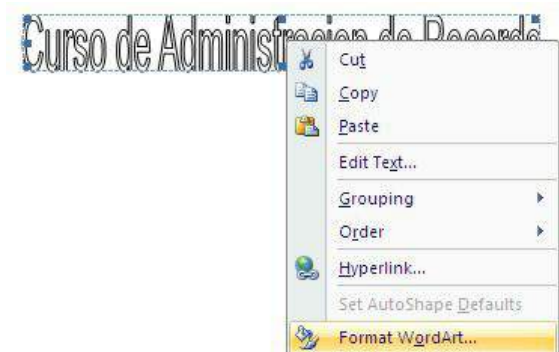 Curso de Administracion de Records
Cut
Copy
Paste
Edit Text...
Grouping
Order
Hyperlink...
Set AutoShape Defaults
Format WordArt...